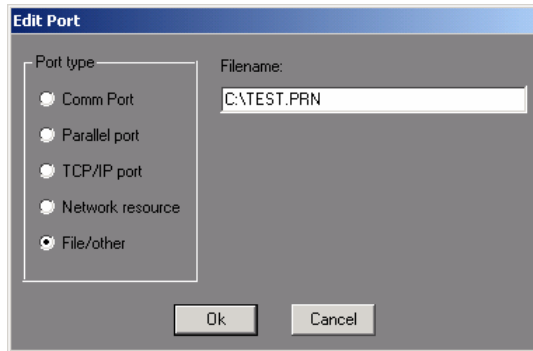 Edit Port
Port type
Comm Port
Parallel port
TCP/IP port
Network resource
File/other
Filename:
C:\TEST.PRN
Ok
Cancel